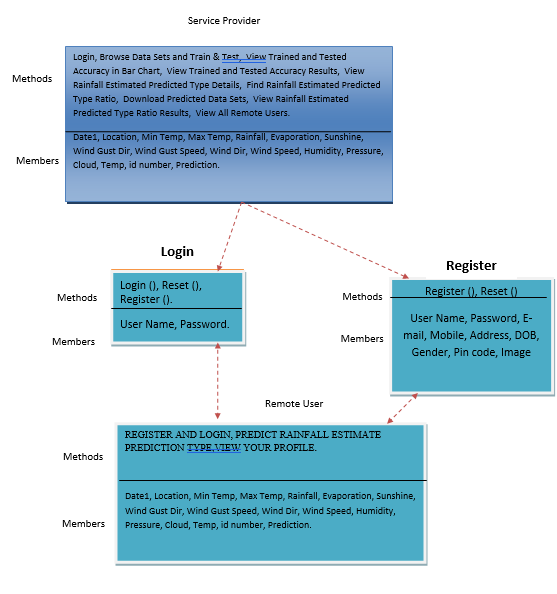 Service Provider
Methods
Login, Browse Data Sets and Train & Test, View Trained and Tested
Accuracy in Bar Chart, View Trained and Tested Accuracy Results, View
Rainfall Estimated Predicted Type Details, Find Rainfall Estimated Predicted
Type Ratio, Download Predicted Data Sets, View Rainfall Estimated
Predicted Type Ratio Results, View All Remote Users.
Members
Date1, Location, Min Temp, Max Temp, Rainfall, Evaporation, Sunshine,
Wind Gust Dir, Wind Gust Speed, Wind Dir, Wind Speed, Humidity, Pressure,
Cloud, Temp, id number, Prediction.
Login
Methods
Login (), Reset (),
Register ().
Members
User Name, Password.
Register
Methods
Register (), Reset ()
Members
User Name, Password, E-
mail, Mobile, Address, DOB,
Gender, Pin code, Image
Remote User
Methods
REGISTER AND LOGIN, PREDICT RAINFALL ESTIMATE
PREDICTION TYPE,VIEW YOUR PROFILE.
Members
Date1, Location, Min Temp, Max Temp, Rainfall, Evaporation, Sunshine,
Wind Gust Dir, Wind Gust Speed, Wind Dir, Wind Speed, Humidity,
Pressure, Cloud, Temp, id number, Prediction.